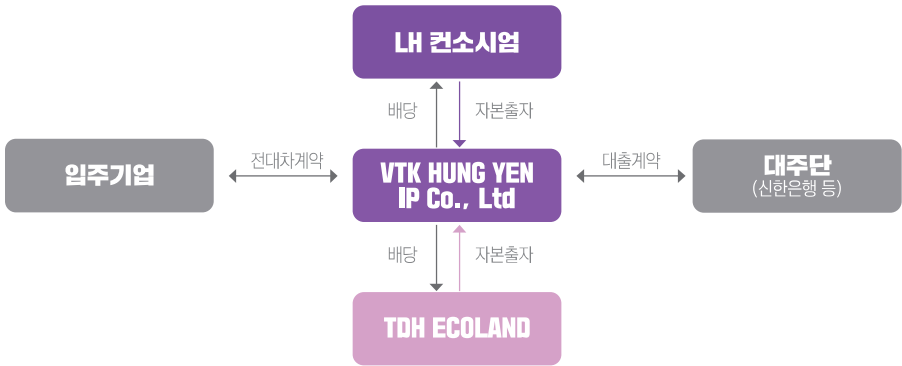 LH 컨소시엄
배당
자본출자
입주기업
전대차계약
VTK HUNG YEN
IP Co., Ltd
대출계약
대주단
(신한은행 등)
배당
자본출자
TDH ECOLAND